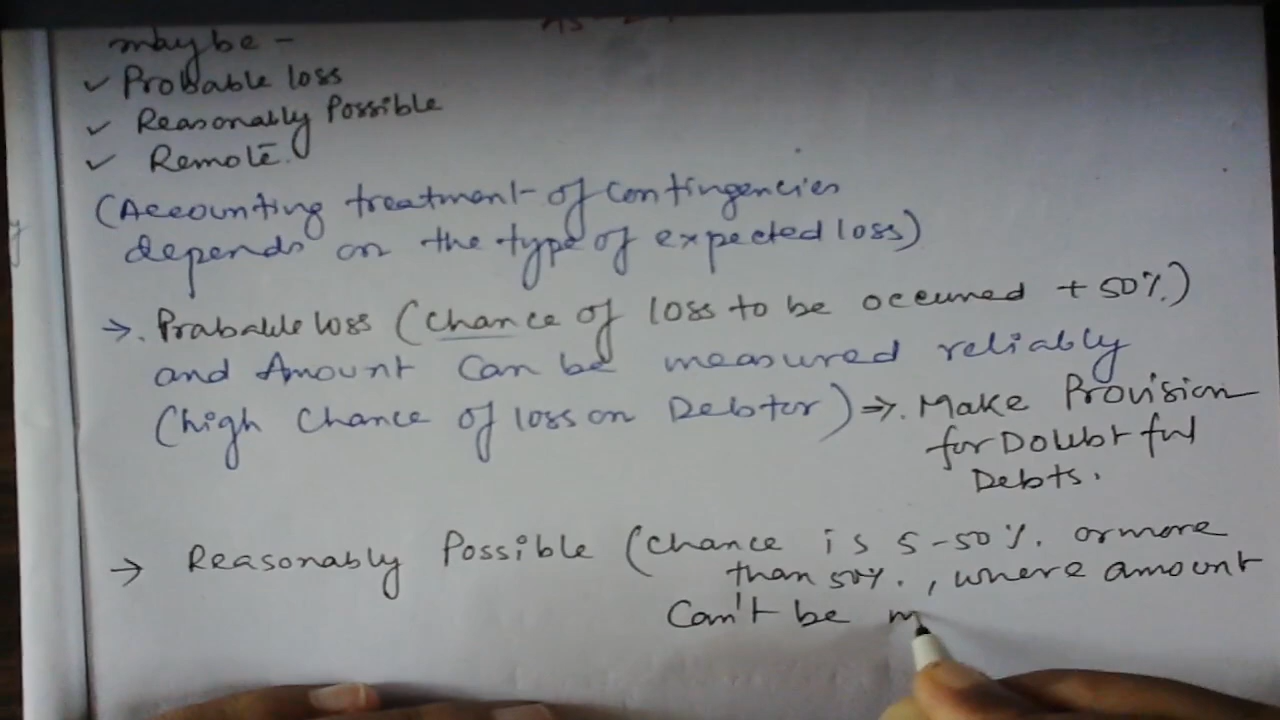 maybe -
✓ Probable loss
✓ Reasonably Possible
✓ Remote.
(Accounting treatment of contingencies
depends on the type of expected loss)
→. Prabable loss (chance of loss to be occurred + 50%.)
and Amount can be measured reliably
(high chance of loss on Debtor) ⇒. Make Provision
for Doubtful
Debts.
→ Reasonably Possible (chance is 5-50%. or more
than 50%., where amount
Can't be m